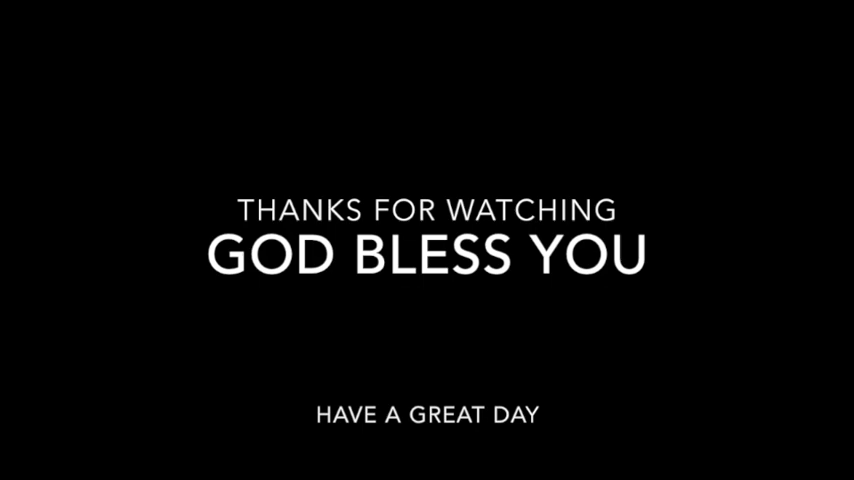 THANKS FOR WATCHING
GOD BLESS YOU
HAVE A GREAT DAY